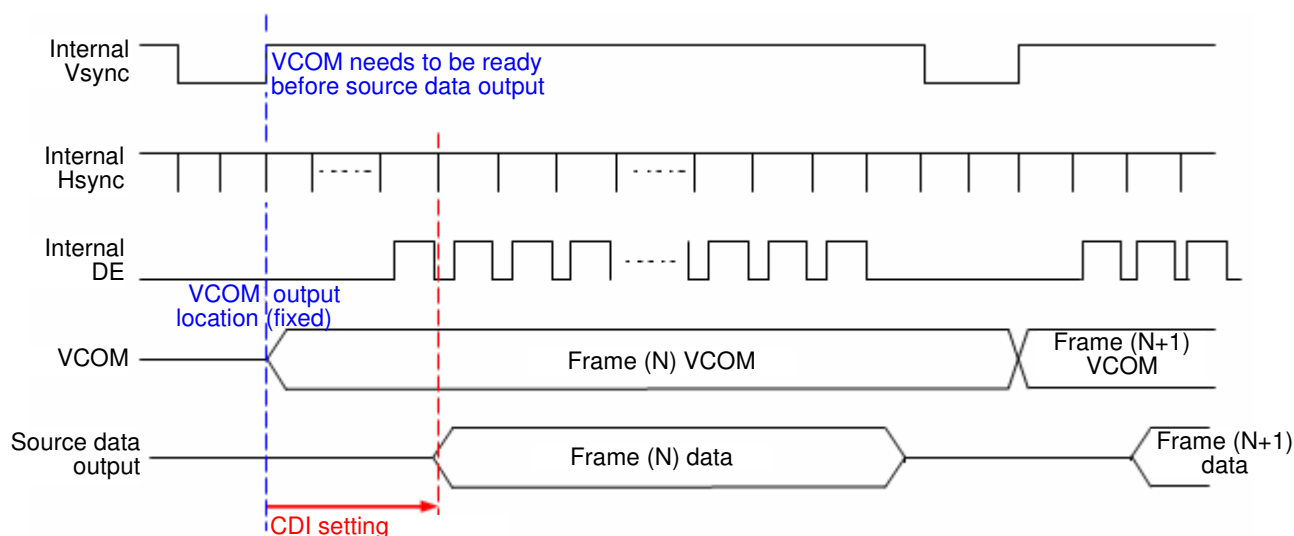 Internal
Vsync
VCOM needs to be ready
before source data output
Internal
Hsync
Internal
DE
VCOM output
location (fixed)
VCOM
Frame (N) VCOM
Frame (N+1)
VCOM
Source data
output
Frame (N) data
Frame (N+1)
data
CDI setting